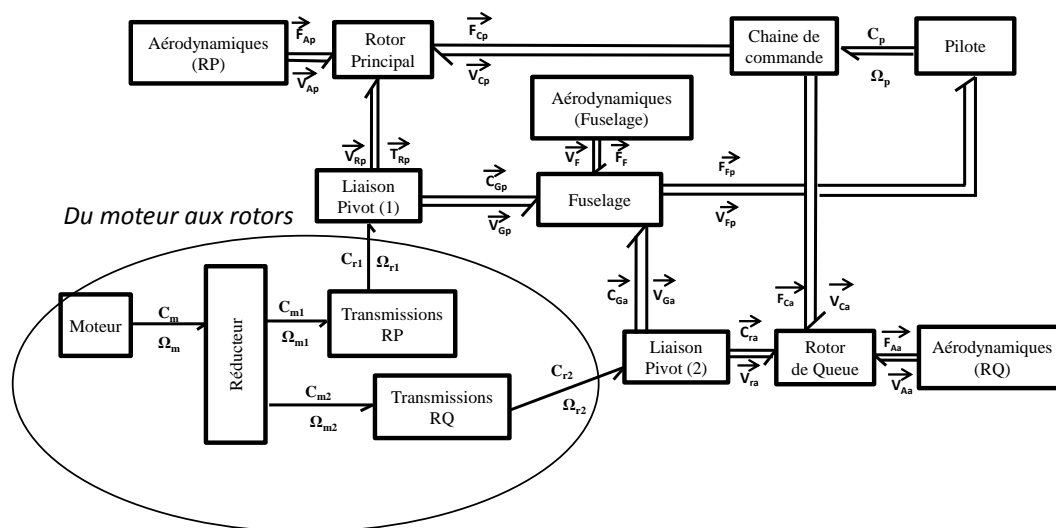 Aérodynamiques
(RP)
F_Ap
V_Ap
Rotor
Principal
F_Cp
V_Cp
Chaine de
commande
C_p
Ω_p
Pilote
Aérodynamiques
(Fuselage)
V_F
F_F
V_Rp
T_Rp
Liaison
Pivot (1)
C_Gp
V_Gp
Fuselage
F_Fp
V_Fp
Du moteur aux rotors
C_r1
Ω_r1
Moteur
C_m
Ω_m
Réducteur
C_m1
Ω_m1
Transmissions
RP
C_m2
Ω_m2
Transmissions
RQ
C_r2
Ω_r2
C_Ga
V_Ga
Liaison
Pivot (2)
C_ra
V_ra
F_Ca
V_Ca
Rotor
de Queue
F_Aa
V_Aa
Aérodynamiques
(RQ)